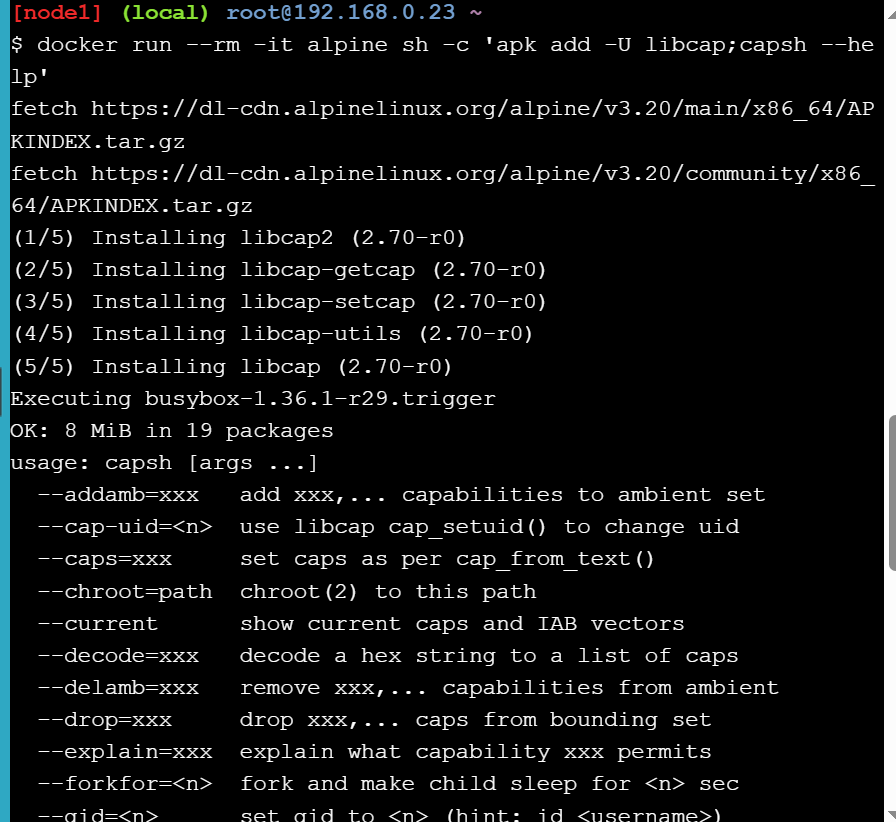 [node1] (local) root@192.168.0.23 ~
$ docker run --rm -it alpine sh -c 'apk add -U libcap;capsh --he
lp'
fetch https://dl-cdn.alpinelinux.org/alpine/v3.20/main/x86_64/AP
KINDEX.tar.gz
fetch https://dl-cdn.alpinelinux.org/alpine/v3.20/community/x86_
64/APKINDEX.tar.gz
(1/5) Installing libcap2 (2.70-r0)
(2/5) Installing libcap-getcap (2.70-r0)
(3/5) Installing libcap-setcap (2.70-r0)
(4/5) Installing libcap-utils (2.70-r0)
(5/5) Installing libcap (2.70-r0)
Executing busybox-1.36.1-r29.trigger
OK: 8 MiB in 19 packages
usage: capsh [args ...]
  --addamb=xxx   add xxx,... capabilities to ambient set
  --cap-uid=<n>  use libcap cap_setuid() to change uid
  --caps=xxx     set caps as per cap_from_text()
  --chroot=path  chroot(2) to this path
  --current      show current caps and IAB vectors
  --decode=xxx   decode a hex string to a list of caps
  --delamb=xxx   remove xxx,... capabilities from ambient
  --drop=xxx     drop xxx,... caps from bounding set
  --explain=xxx  explain what capability xxx permits
  --forkfor=<n>  fork and make child sleep for <n> sec
  --gid=<n>      set gid to <n> (hint: id <username>)